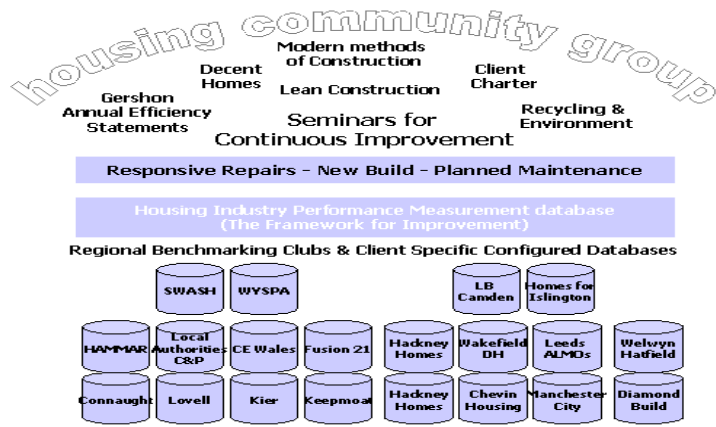 housing community group
Modern methods
of Construction
Decent
Homes
Lean Construction
Client
Charter
Gershon
Annual Efficiency
Statements
Recycling &
Environment
Seminars for
Continuous Improvement
Responsive Repairs - New Build - Planned Maintenance
Housing Industry Performance Measurement database
(The Framework for Improvement)
Regional Benchmarking Clubs & Client Specific Configured Databases
SWASH
WYSPA
LB
Camden
Homes for
Islington
HAMMAR
Local
Authorities
C&P
CE Wales
Fusion 21
Hackney
Homes
Wakefield
DH
Leeds
ALMOs
Welwyn
Hatfield
Connaught
Lovell
Kier
Keepmoat
Hackney
Homes
Chevin
Housing
Manchester
City
Diamond
Build